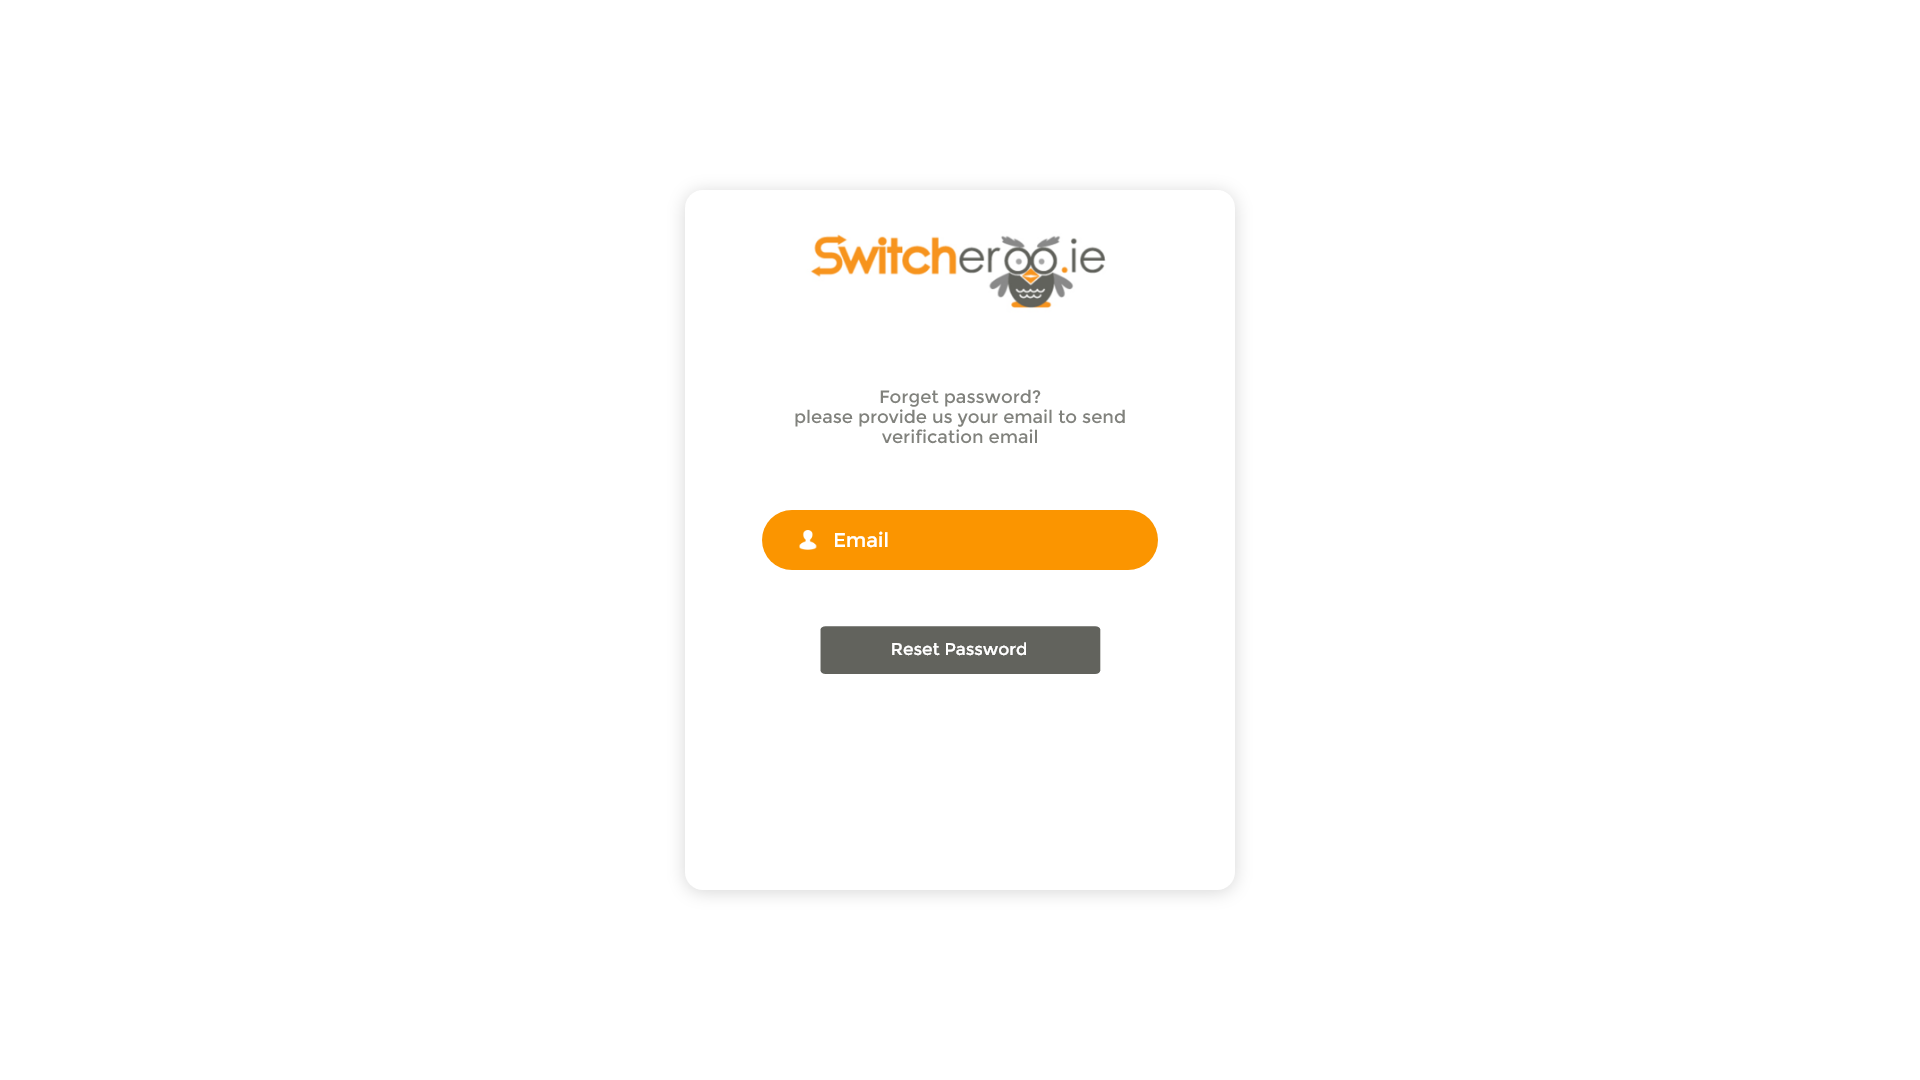 Switcheroo.ie
Forget password?
please provide us your email to send
verification email
Email
Reset Password